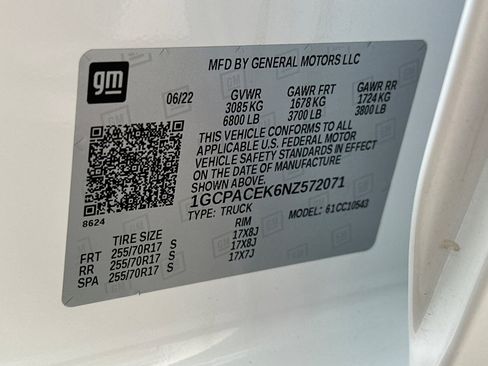 MFD BY GENERAL MOTORS LLC
gm
06/22 GVWR GAWR FRT GAWR RR
3085 KG 1678 KG 1724 KG
6800 LB 3700 LB 3800 LB
THIS VEHICLE CONFORMS TO ALL
APPLICABLE U.S. FEDERAL MOTOR
VEHICLE SAFETY STANDARDS IN EFFECT
ON THE DATE OF MANUFACTURE SHOWN ABOVE.
1GCPACEK6NZ572071
8624 TYPE: TRUCK MODEL: 61CC10543
TIRE SIZE RIM
FRT 255/70R17 S 17X8J
RR 255/70R17 S 17X8J
SPA 255/70R17 S 17X7J